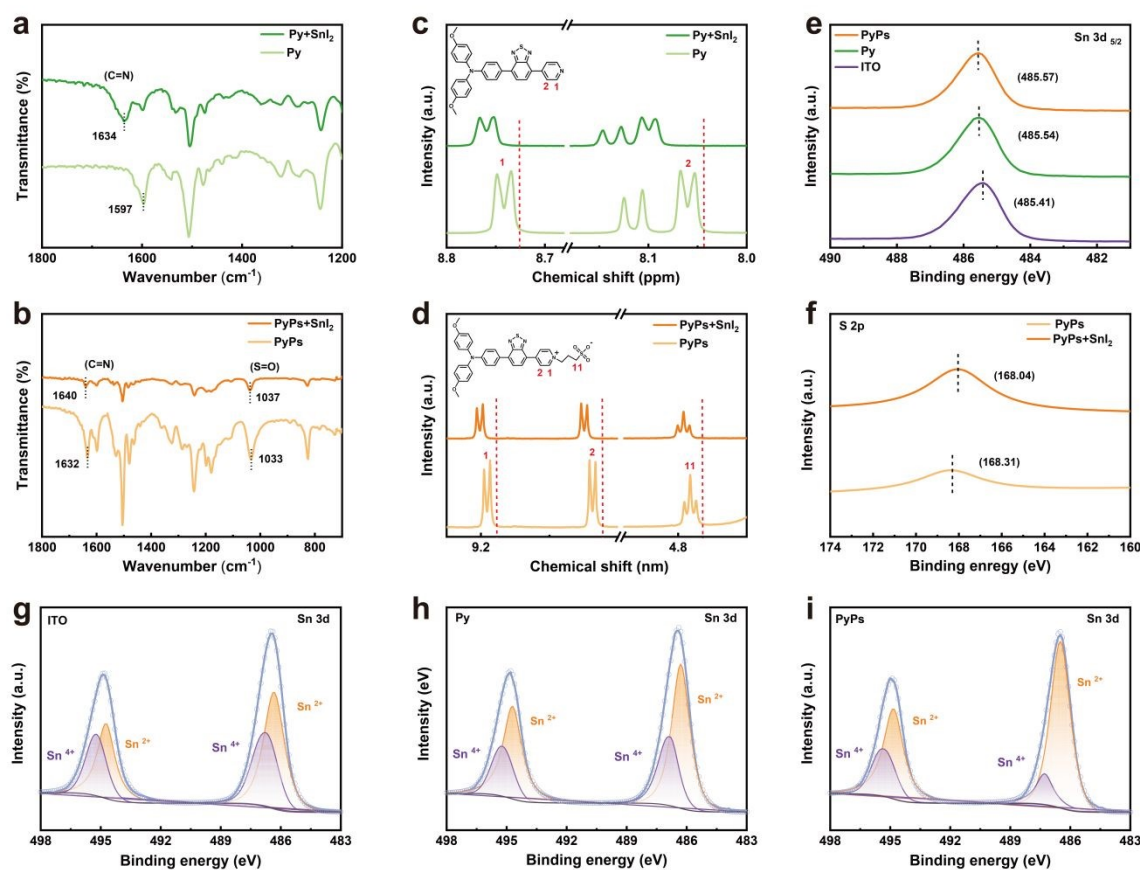 a
Py+SnI2
Py
(C=N)
1634
1597
Transmittance (%)
1800
1600
1400
1200
Wavenumber (cm-1)
b
PyPs+SnI2
PyPs
(C=N)
(S=O)
1640
1037
1632
1033
Transmittance (%)
1800 1600 1400 1200 1000 800
Wavenumber (cm-1)
c
Py+SnI2
Py
2 1
1
2
Intensity (a.u.)
8.8
8.7
8.1
8.0
Chemical shift (ppm)
d
PyPs+SnI2
PyPs
2 1
11
1
2
11
Intensity (a.u.)
9.2
4.8
Chemical shift (nm)
e
PyPs
Py
ITO
Sn 3d 5/2
(485.57)
(485.54)
(485.41)
Intensity (a.u.)
490 488 486 484 482
Binding energy (eV)
f
S 2p
PyPs
PyPs+SnI2
(168.04)
(168.31)
Intensity (a.u.)
174 172 170 168 166 164 162 160
Binding enregy (eV)
g
ITO
Sn 3d
Sn 4+
Sn 2+
Sn 4+
Sn 2+
Intensity (a.u.)
498 495 492 489 486 483
Binding energy (eV)
h
Py
Sn 3d
Sn 4+
Sn 2+
Sn 4+
Sn 2+
Intensity (eV)
498 495 492 489 486 483
Binding energy (eV)
i
PyPs
Sn 3d
Sn 4+
Sn 2+
Sn 4+
Sn 2+
Intensity (a.u.)
498 495 492 489 486 483
Binding energy (eV)